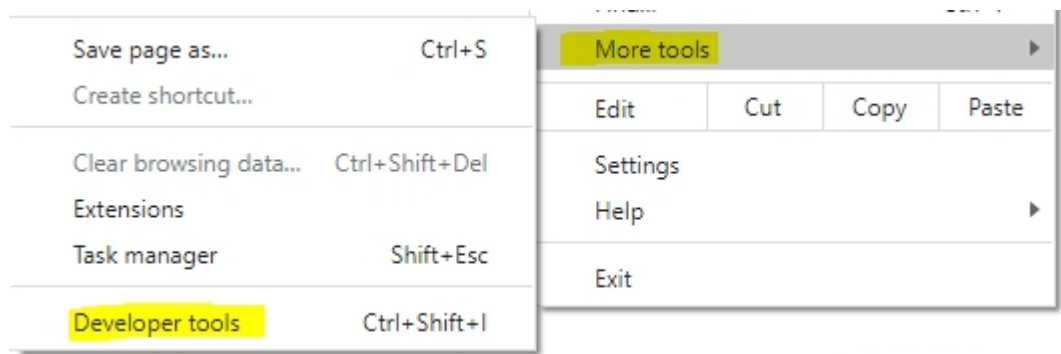 More tools
Edit Cut Copy Paste
Settings
Help
Exit
Save page as... Ctrl+S
Create shortcut...
Clear browsing data... Ctrl+Shift+Del
Extensions
Task manager Shift+Esc
Developer tools Ctrl+Shift+I